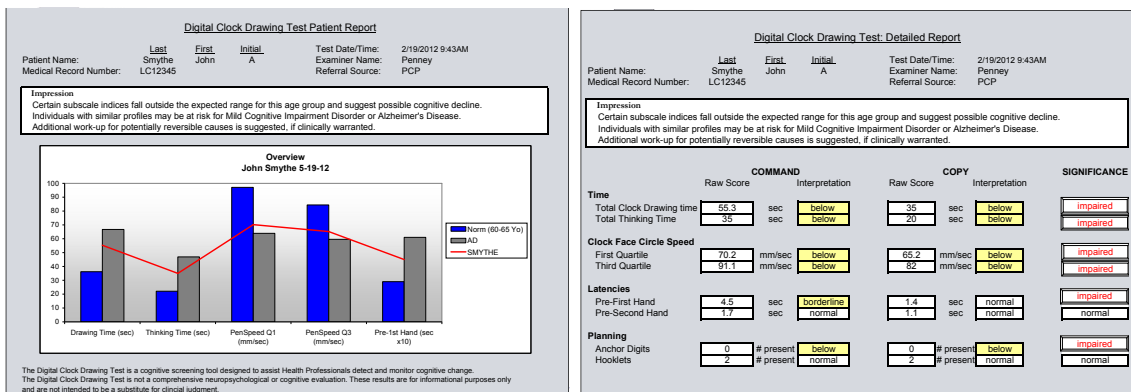 Digital Clock Drawing Test Patient Report
Last First Initial Test Date/Time: 2/19/2012 9:43AM
Patient Name: Smythe John A Examiner Name: Penney
Medical Record Number: LC12345 Referral Source: PCP
Impression
Certain subscale indices fall outside the expected range for this age group and suggest possible cognitive decline.
Individuals with similar profiles may be at risk for Mild Cognitive Impairment Disorder or Alzheimer's Disease.
Additional work-up for potentially reversible causes is suggested, if clinically warranted.
Overview
John Smythe 5-19-12
100
90
80
70
60
50
40
30
20
10
0
Drawing Time (sec) Thinking Time (sec) PenSpeed Q1 (mm/sec) PenSpeed Q3 (mm/sec) Pre-1st Hand (sec x10)
Norm (60-65 Yo)
AD
SMYTHE
The Digital Clock Drawing Test is a cognitive screening tool designed to assist Health Professionals detect and monitor cognitive change.
The Digital Clock Drawing Test is not a comprehensive neuropsychological or cognitive evaluation. These results are for informational purposes only
and are not intended to be a substitute for clincial judgment.
Digital Clock Drawing Test: Detailed Report
Last First Initial Test Date/Time: 2/19/2012 9:43AM
Patient Name: Smythe John A Examiner Name: Penney
Medical Record Number: LC12345 Referral Source: PCP
Impression
Certain subscale indices fall outside the expected range for this age group and suggest possible cognitive decline.
Individuals with similar profiles may be at risk for Mild Cognitive Impairment Disorder or Alzheimer's Disease.
Additional work-up for potentially reversible causes is suggested, if clinically warranted.
COMMAND COPY SIGNIFICANCE
Raw Score Interpretation Raw Score Interpretation
Time
Total Clock Drawing time 55.3 sec below 35 sec below impaired
Total Thinking Time 35 sec below 20 sec below impaired
Clock Face Circle Speed
First Quartile 70.2 mm/sec below 65.2 mm/sec below impaired
Third Quartile 91.1 mm/sec below 82 mm/sec below impaired
Latencies
Pre-First Hand 4.5 sec borderline 1.4 sec normal impaired
Pre-Second Hand 1.7 sec normal 1.1 sec normal normal
Planning
Anchor Digits 0 # present below 0 # present below impaired
Hooklets 2 # present normal 2 # present normal normal